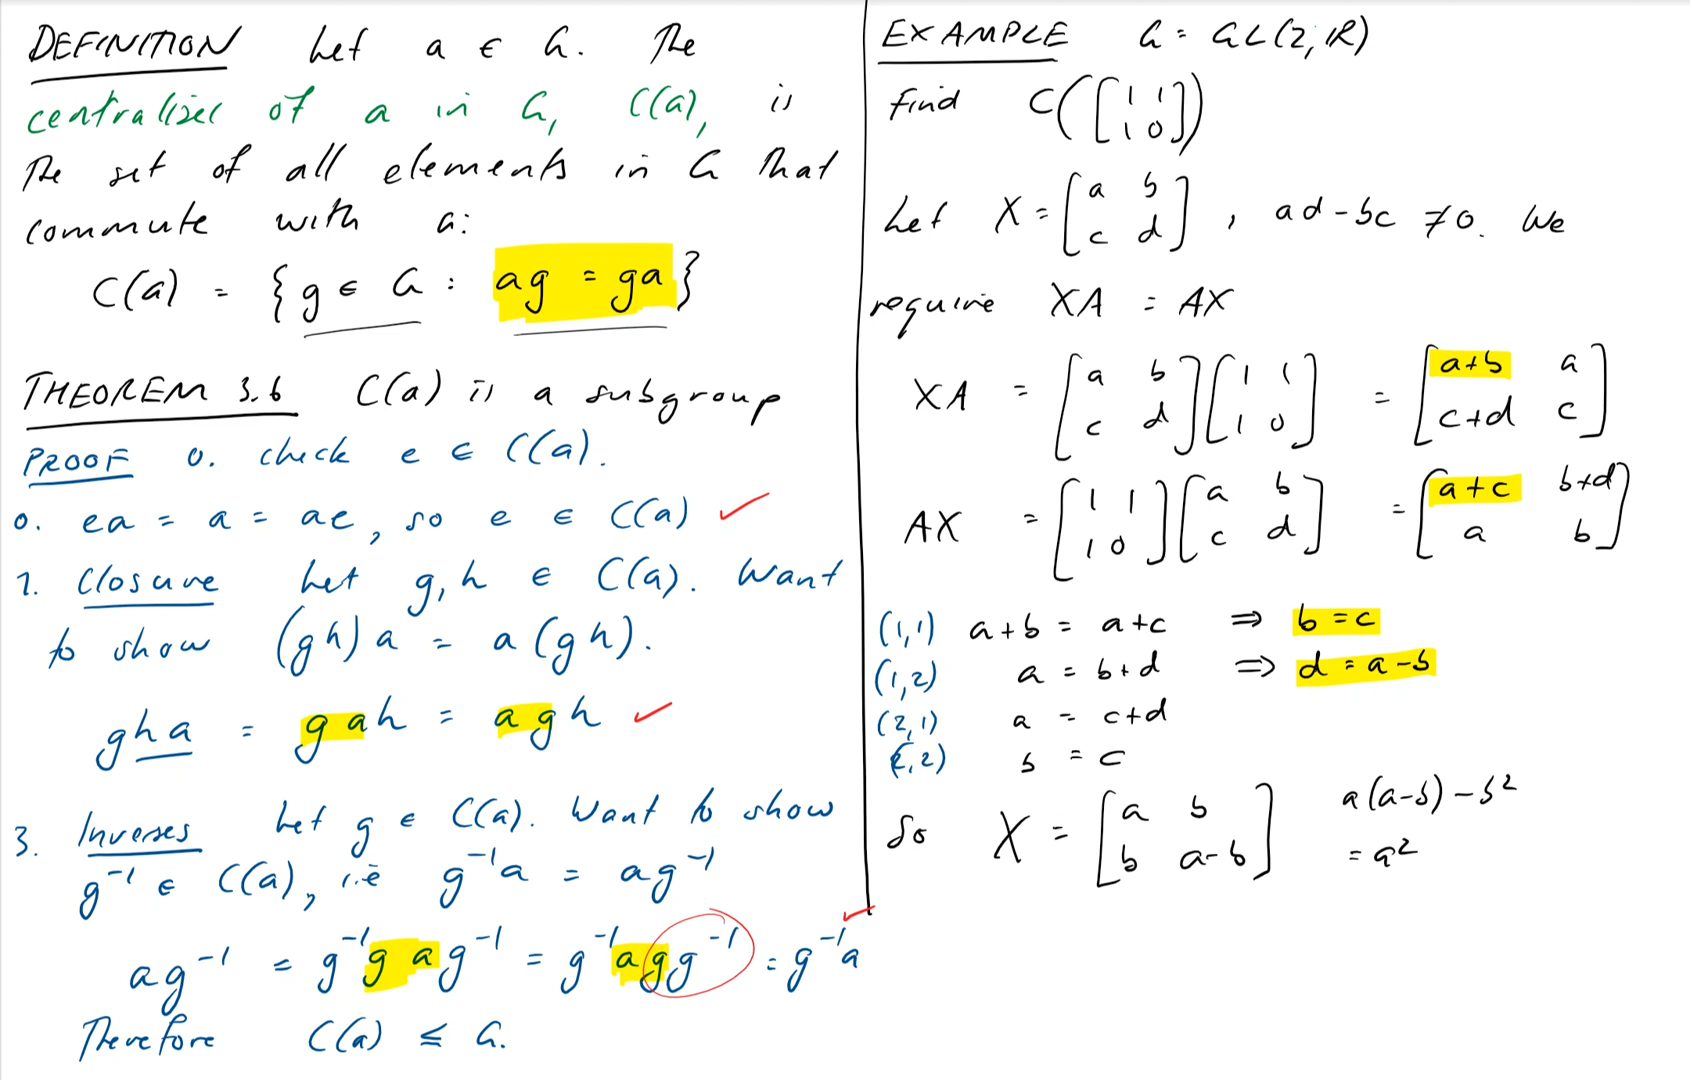 DEFINITION Let a ∈ G. The
centralizer of a in G, C(a), is
the set of all elements in G that
commute with a:
C(a) = {g ∈ G : ag = ga}
THEOREM 3.6 C(a) is a subgroup
PROOF 0. check e ∈ C(a).
0. ea = a = ae, so e ∈ C(a) ✓
1. Closure Let g, h ∈ C(a). Want
to show (gh)a = a(gh).
gha = gah = agh ✓
3. Inverses Let g ∈ C(a). Want to show
g⁻¹ ∈ C(a), i.e g⁻¹a = ag⁻¹
ag⁻¹ = g⁻¹gag⁻¹ = g⁻¹agg⁻¹ = g⁻¹a ✓
Therefore C(a) ≤ G.
EXAMPLE G = GL(2, ℝ)
Find C([1 1; 1 0])
Let X = [a b; c d], ad - bc ≠ 0. We
require XA = AX
XA = [a b; c d][1 1; 1 0] = [a+b a; c+d c]
AX = [1 1; 1 0][a b; c d] = [a+c b+d; a b]
(1,1) a+b = a+c ⇒ b = c
(1,2) a = b+d ⇒ d = a-b
(2,1) a = c+d
(2,2) b = c
So X = [a b; b a-b] a(a-b) - b²
= a²